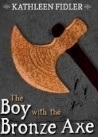 KATHLEEN FIDLER
The
Boy with the
Bronze Axe